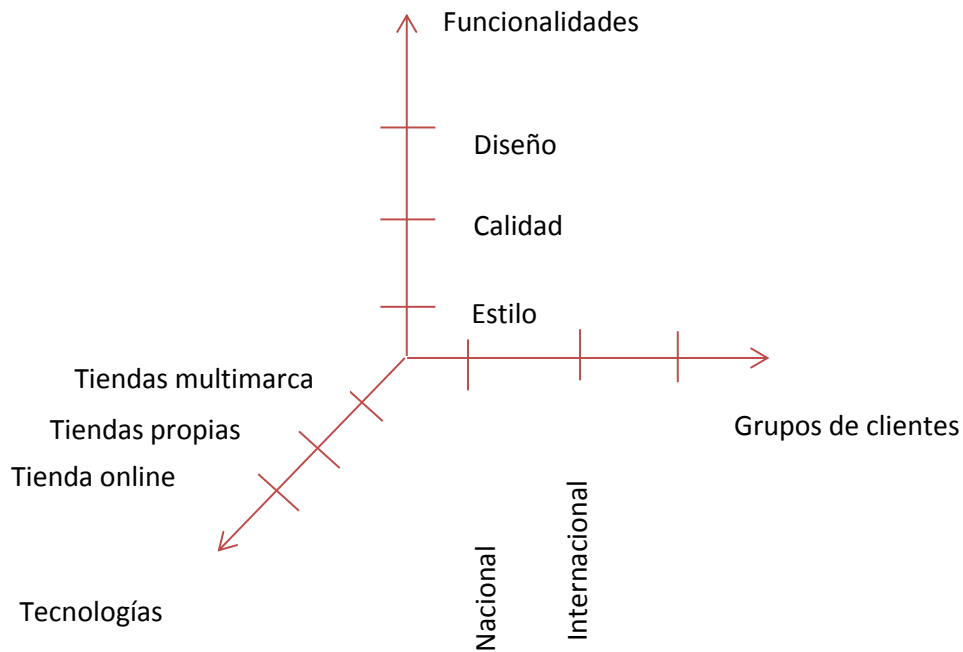 Funcionalidades
Diseño
Calidad
Estilo
Tiendas multimarca
Tiendas propias
Grupos de clientes
Tienda online
Nacional
Internacional
Tecnologías